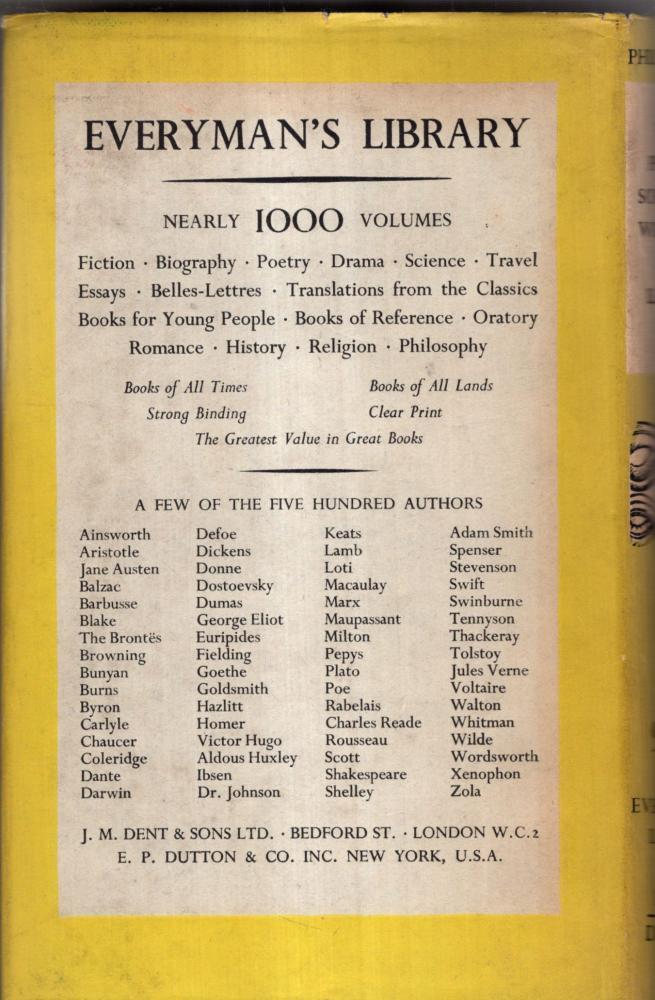 EVERYMAN'S LIBRARY
NEARLY 1000 VOLUMES
Fiction · Biography · Poetry · Drama · Science · Travel
Essays · Belles-Lettres · Translations from the Classics
Books for Young People · Books of Reference · Oratory
Romance · History · Religion · Philosophy
Books of All Times
Books of All Lands
Strong Binding
Clear Print
The Greatest Value in Great Books
A FEW OF THE FIVE HUNDRED AUTHORS
Ainsworth
Aristotle
Jane Austen
Balzac
Barbusse
Blake
The Brontës
Browning
Bunyan
Burns
Byron
Carlyle
Chaucer
Coleridge
Dante
Darwin
Defoe
Dickens
Donne
Dostoevsky
Dumas
George Eliot
Euripides
Fielding
Goethe
Goldsmith
Hazlitt
Homer
Victor Hugo
Aldous Huxley
Ibsen
Dr. Johnson
Keats
Lamb
Loti
Macaulay
Marx
Maupassant
Milton
Pepys
Plato
Poe
Rabelais
Charles Reade
Rousseau
Scott
Shakespeare
Shelley
Adam Smith
Spenser
Stevenson
Swift
Swinburne
Tennyson
Thackeray
Tolstoy
Jules Verne
Voltaire
Walton
Whitman
Wilde
Wordsworth
Xenophon
Zola
J. M. DENT & SONS LTD. · BEDFORD ST. · LONDON W.C.2
E. P. DUTTON & CO. INC. NEW YORK, U.S.A.